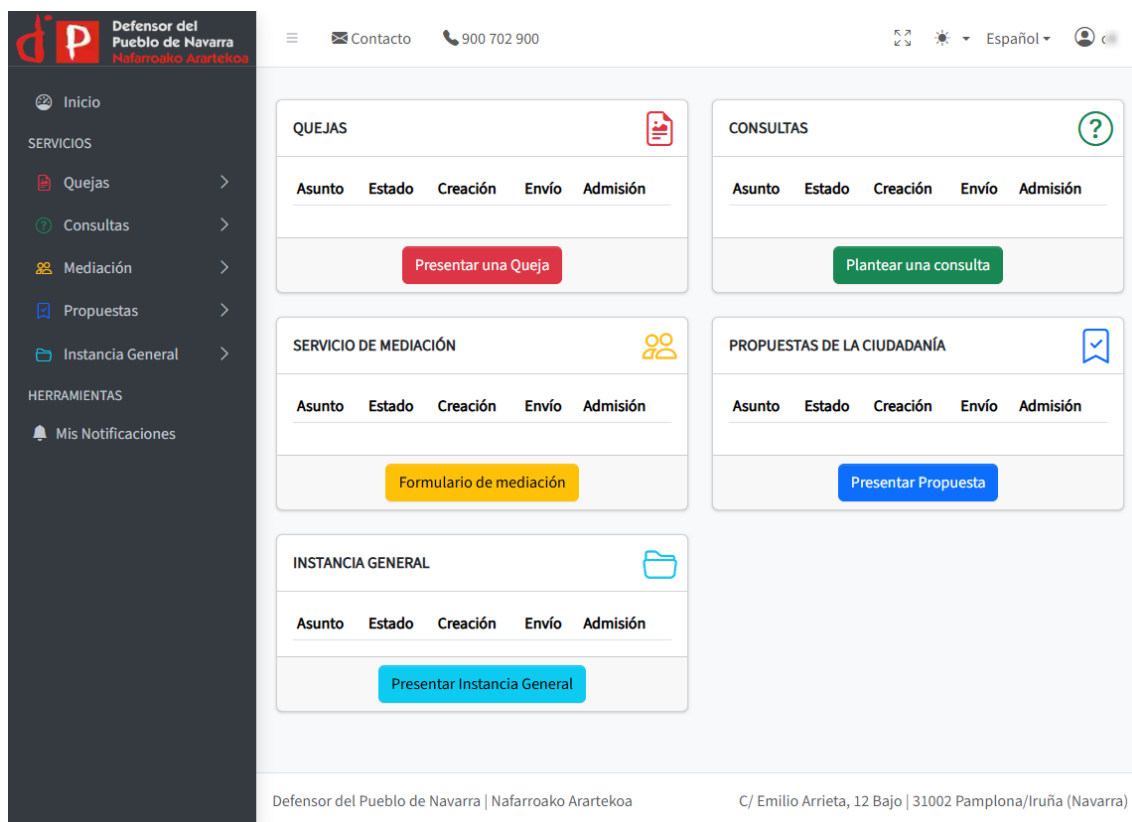 Defensor del
Pueblo de Navarra
Nafarroako Arartekoa
Contacto
900 702 900
Español
Inicio
SERVICIOS
Quejas
Consultas
Mediación
Propuestas
Instancia General
HERRAMIENTAS
Mis Notificaciones
QUEJAS
Asunto Estado Creación Envío Admisión
Presentar una Queja
CONSULTAS
Asunto Estado Creación Envío Admisión
Plantear una consulta
SERVICIO DE MEDIACIÓN
Asunto Estado Creación Envío Admisión
Formulario de mediación
PROPUESTAS DE LA CIUDADANÍA
Asunto Estado Creación Envío Admisión
Presentar Propuesta
INSTANCIA GENERAL
Asunto Estado Creación Envío Admisión
Presentar Instancia General
Defensor del Pueblo de Navarra | Nafarroako Arartekoa
C/ Emilio Arrieta, 12 Bajo | 31002 Pamplona/Iruña (Navarra)